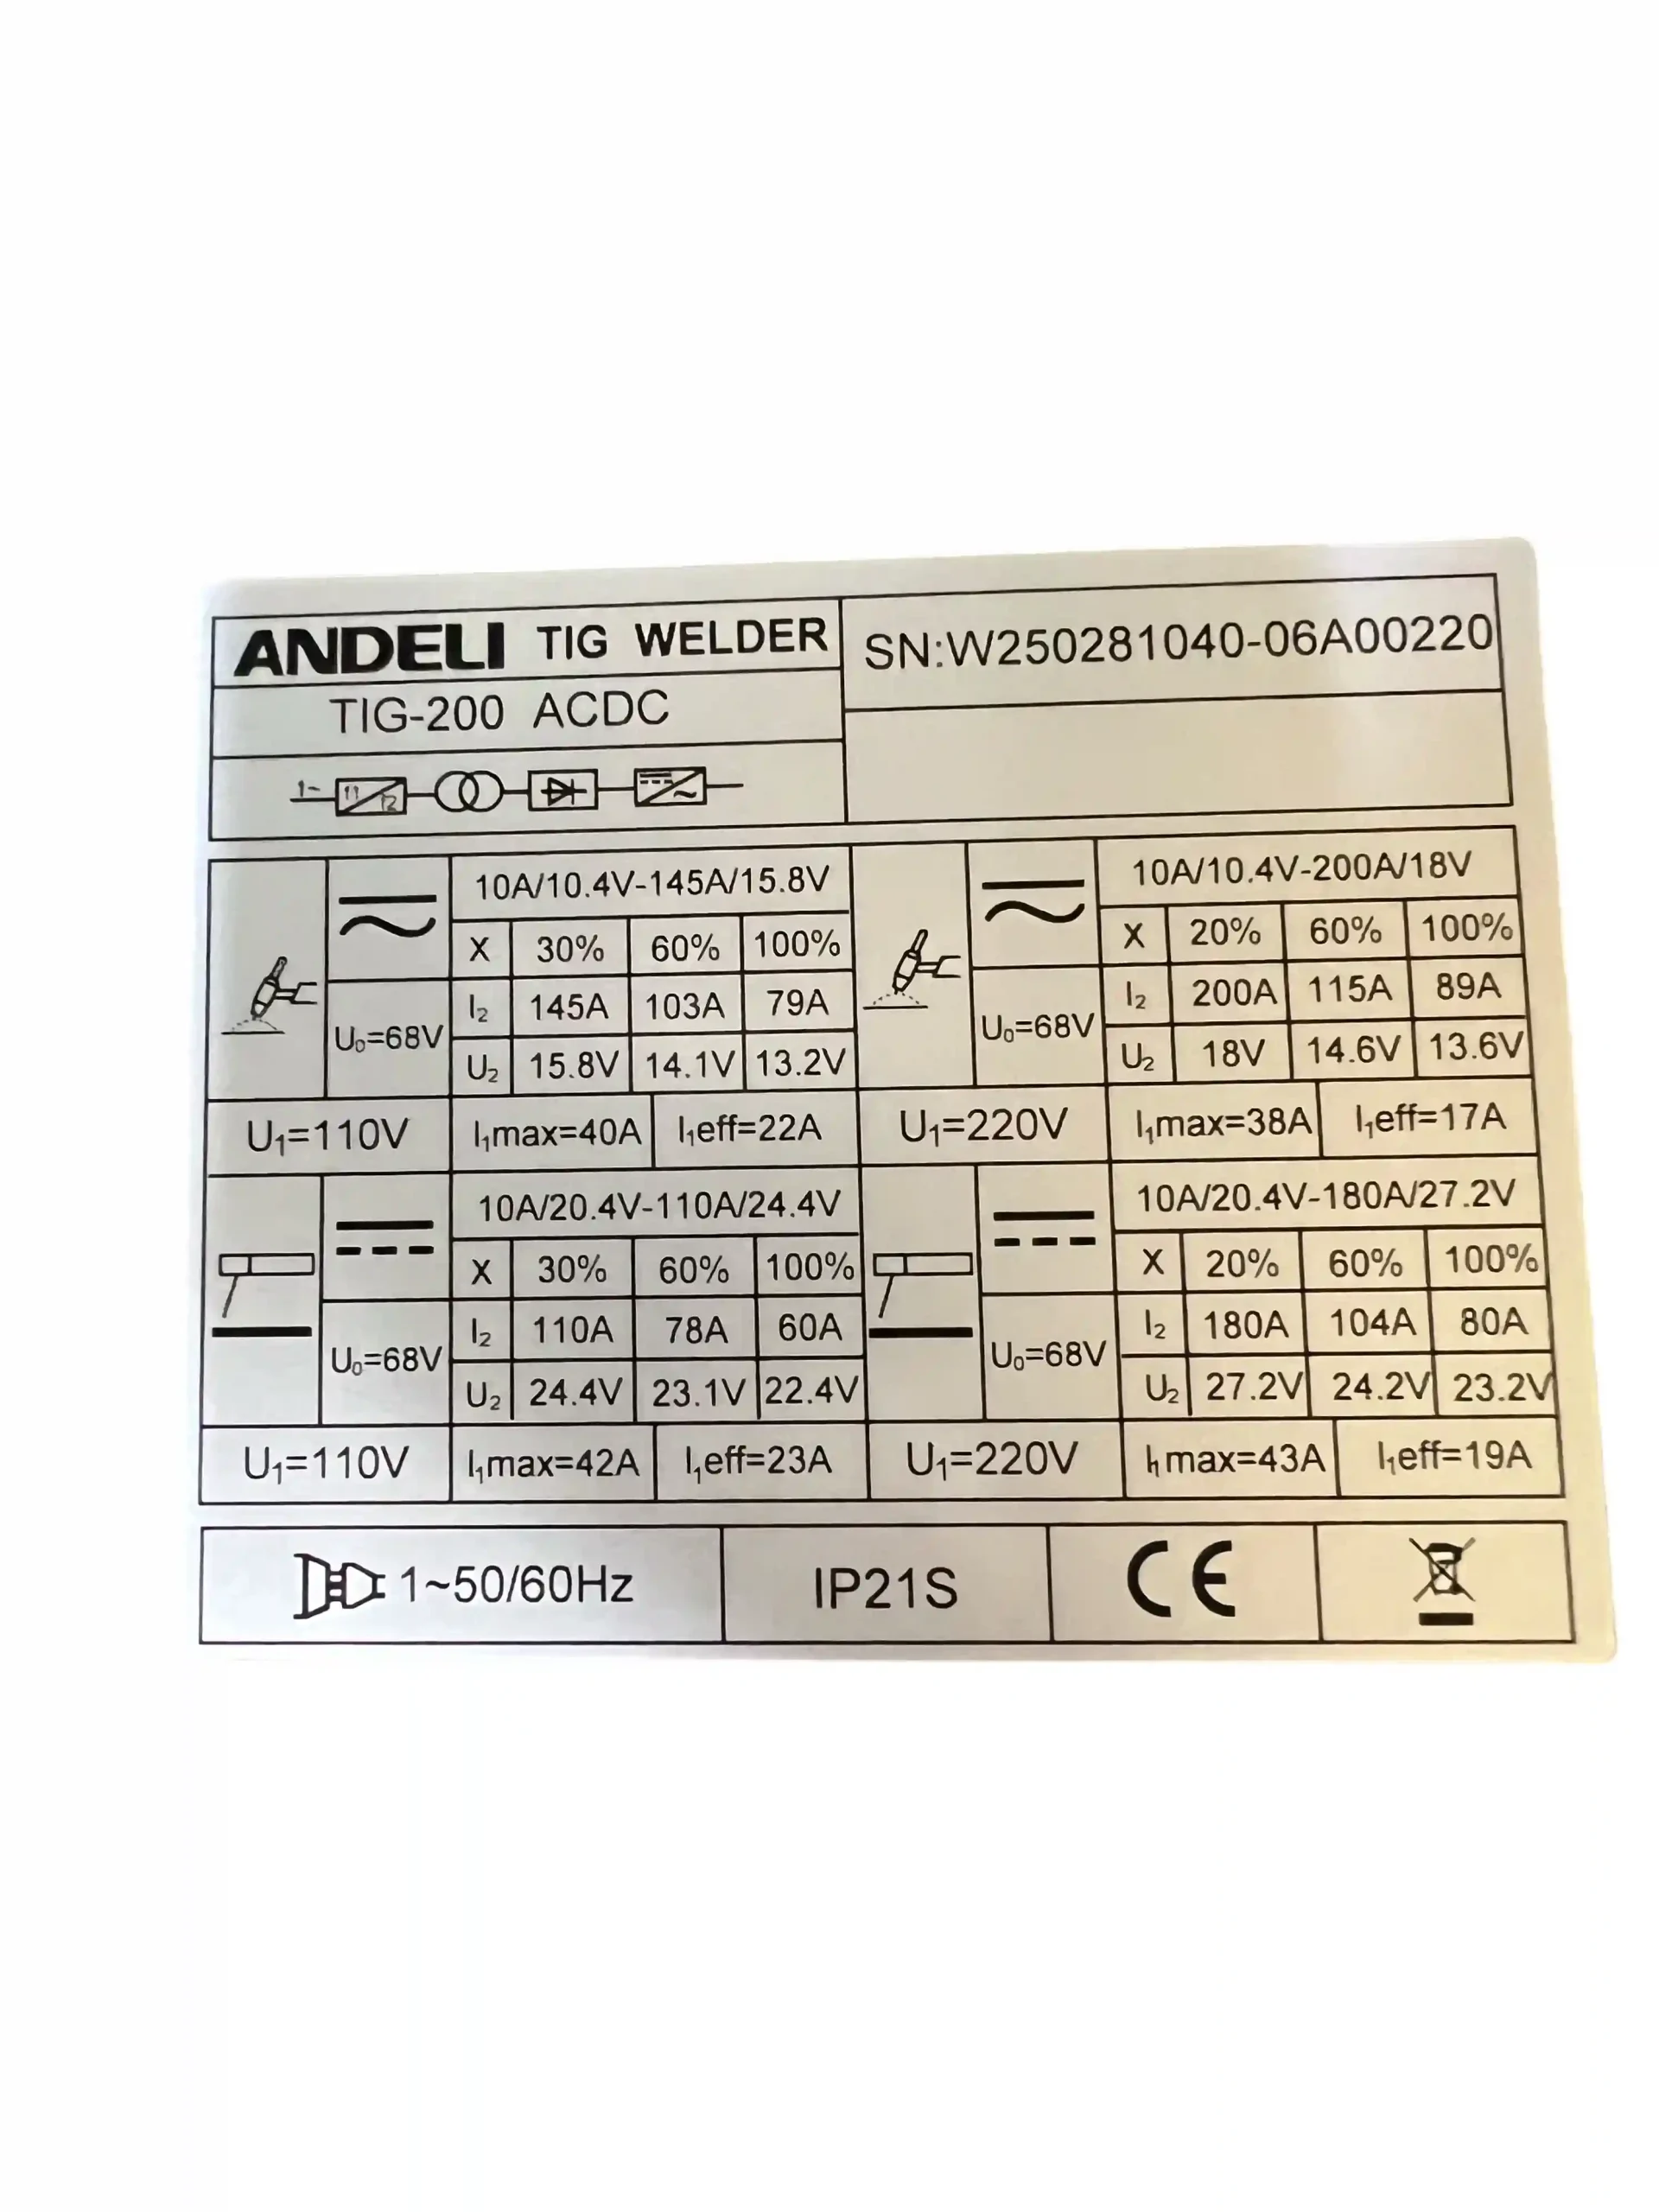 ANDELI TIG WELDER
SN:W250281040-06A00220
TIG-200 ACDC
1~ f1 f2
10A/10.4V-145A/15.8V
X 30% 60% 100%
I₂ 145A 103A 79A
U₀=68V
U₂ 15.8V 14.1V 13.2V
U₁=110V I₁max=40A I₁eff=22A
10A/10.4V-200A/18V
X 20% 60% 100%
I₂ 200A 115A 89A
U₀=68V
U₂ 18V 14.6V 13.6V
U₁=220V I₁max=38A I₁eff=17A
10A/20.4V-110A/24.4V
X 30% 60% 100%
I₂ 110A 78A 60A
U₀=68V
U₂ 24.4V 23.1V 22.4V
U₁=110V I₁max=42A I₁eff=23A
10A/20.4V-180A/27.2V
X 20% 60% 100%
I₂ 180A 104A 80A
U₀=68V
U₂ 27.2V 24.2V 23.2V
U₁=220V I₁max=43A I₁eff=19A
1~50/60Hz IP21S CE